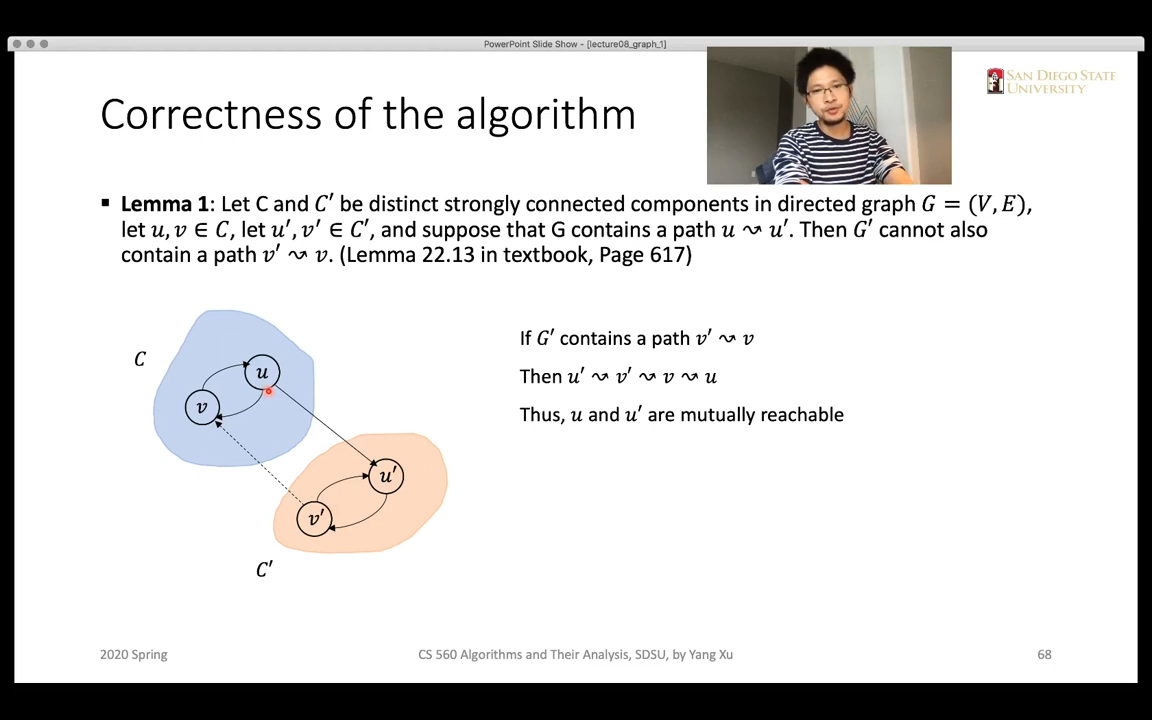 PowerPoint Slide Show - [lecture08_graph_1]
SAN DIEGO STATE
UNIVERSITY
Correctness of the algorithm
▪ Lemma 1: Let C and C′ be distinct strongly connected components in directed graph G = (V, E),
let u, v ∈ C, let u′, v′ ∈ C′, and suppose that G contains a path u ⇝ u′. Then G′ cannot also
contain a path v′ ⇝ v. (Lemma 22.13 in textbook, Page 617)
If G′ contains a path v′ ⇝ v
Then u′ ⇝ v′ ⇝ v ⇝ u
Thus, u and u′ are mutually reachable
C
u
v
u′
v′
C′
2020 Spring
CS 560 Algorithms and Their Analysis, SDSU, by Yang Xu
68